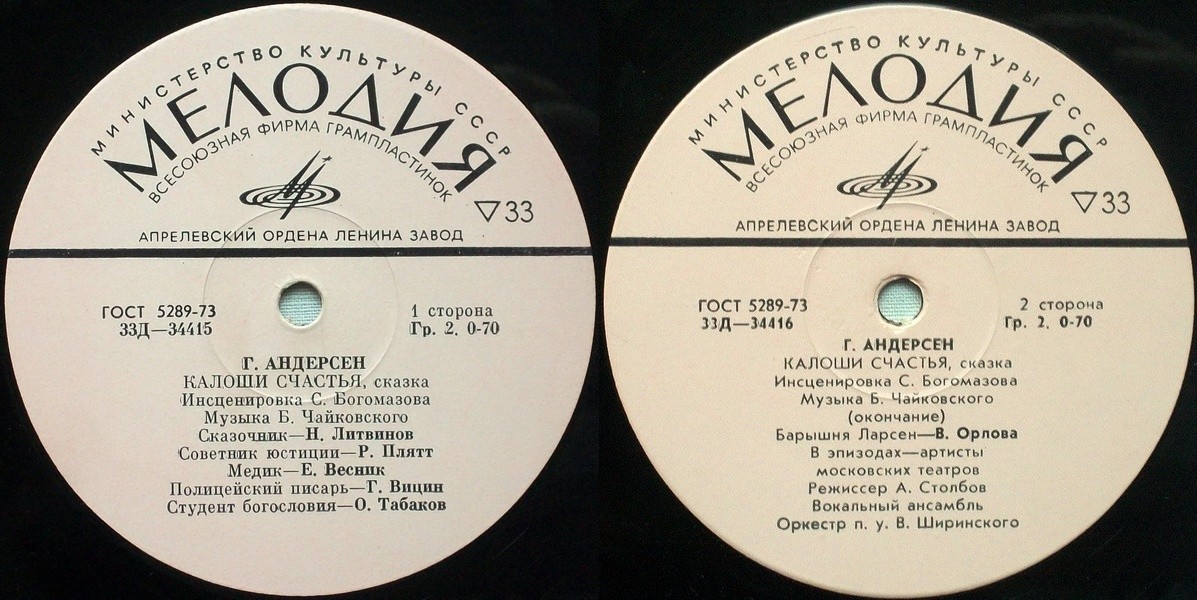 МИНИСТЕРСТВО КУЛЬТУРЫ СССР
МЕЛОДИЯ
ВСЕСОЮЗНАЯ ФИРМА ГРАМПЛАСТИНОК
▽33
АПРЕЛЕВСКИЙ ОРДЕНА ЛЕНИНА ЗАВОД
ГОСТ 5289-73
33Д—34415
1 сторона
Гр. 2. 0-70
Г. АНДЕРСЕН
КАЛОШИ СЧАСТЬЯ, сказка
Инсценировка С. Богомазова
Музыка Б. Чайковского
Сказочник—Н. Литвинов
Советник юстиции—Р. Плятт
Медик—Е. Весник
Полицейский писарь—Г. Вицин
Студент богословия—О. Табаков
МИНИСТЕРСТВО КУЛЬТУРЫ СССР
МЕЛОДИЯ
ВСЕСОЮЗНАЯ ФИРМА ГРАМПЛАСТИНОК
▽33
АПРЕЛЕВСКИЙ ОРДЕНА ЛЕНИНА ЗАВОД
ГОСТ 5289-73
33Д—34416
2 сторона
Гр. 2. 0-70
Г. АНДЕРСЕН
КАЛОШИ СЧАСТЬЯ, сказка
Инсценировка С. Богомазова
Музыка Б. Чайковского
(окончание)
Барышня Ларсен—В. Орлова
В эпизодах—артисты
московских театров
Режиссер А. Столбов
Вокальный ансамбль
Оркестр п. у. В. Ширинского